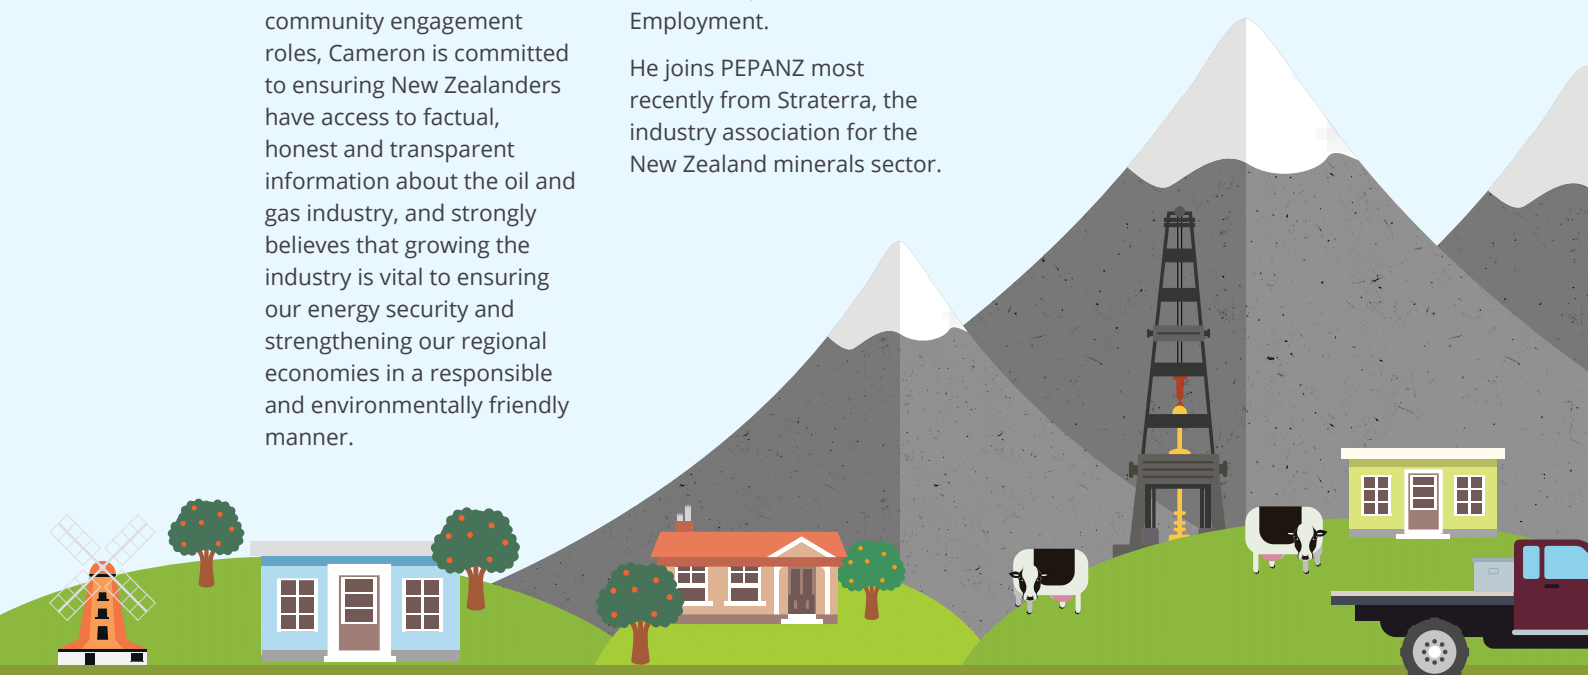 community engagement
roles, Cameron is committed
to ensuring New Zealanders
have access to factual,
honest and transparent
information about the oil and
gas industry, and strongly
believes that growing the
industry is vital to ensuring
our energy security and
strengthening our regional
economies in a responsible
and environmentally friendly
manner.
Employment.
He joins PEPANZ most
recently from Straterra, the
industry association for the
New Zealand minerals sector.